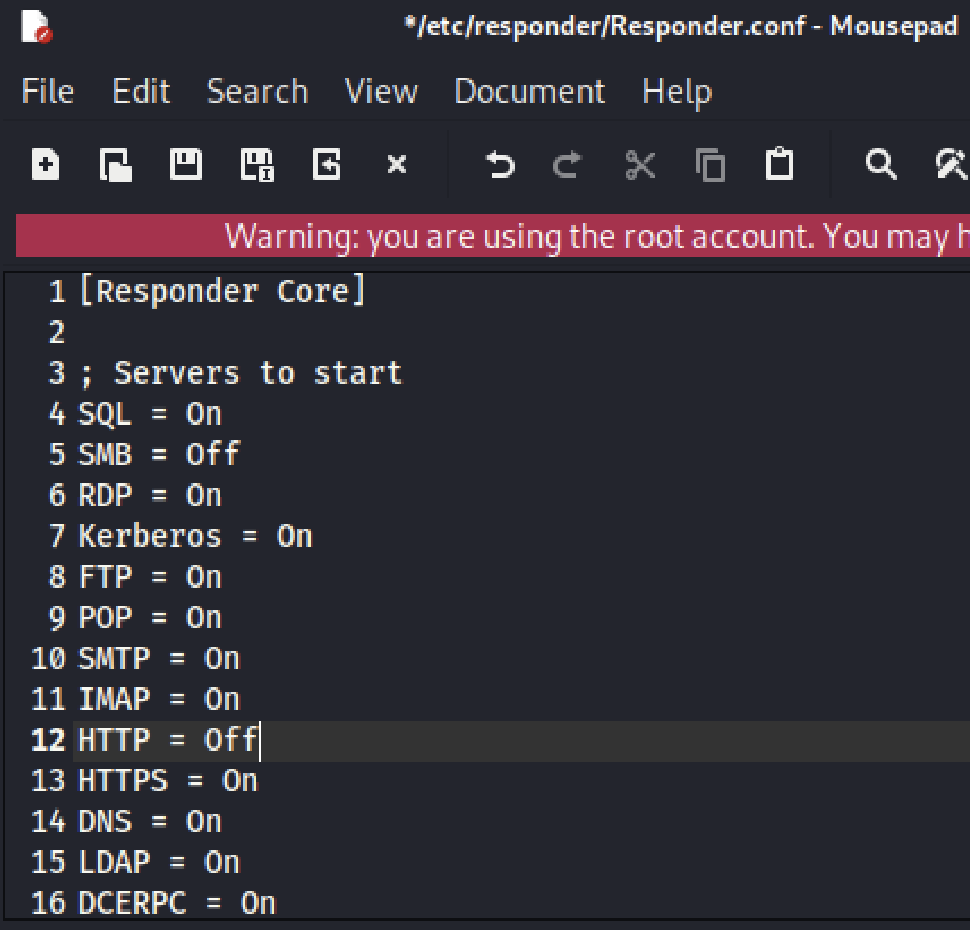 */etc/responder/Responder.conf - Mousepad
File Edit Search View Document Help
Warning: you are using the root account. You may h
1 [Responder Core]
2
3 ; Servers to start
4 SQL = On
5 SMB = Off
6 RDP = On
7 Kerberos = On
8 FTP = On
9 POP = On
10 SMTP = On
11 IMAP = On
12 HTTP = Off
13 HTTPS = On
14 DNS = On
15 LDAP = On
16 DCERPC = On